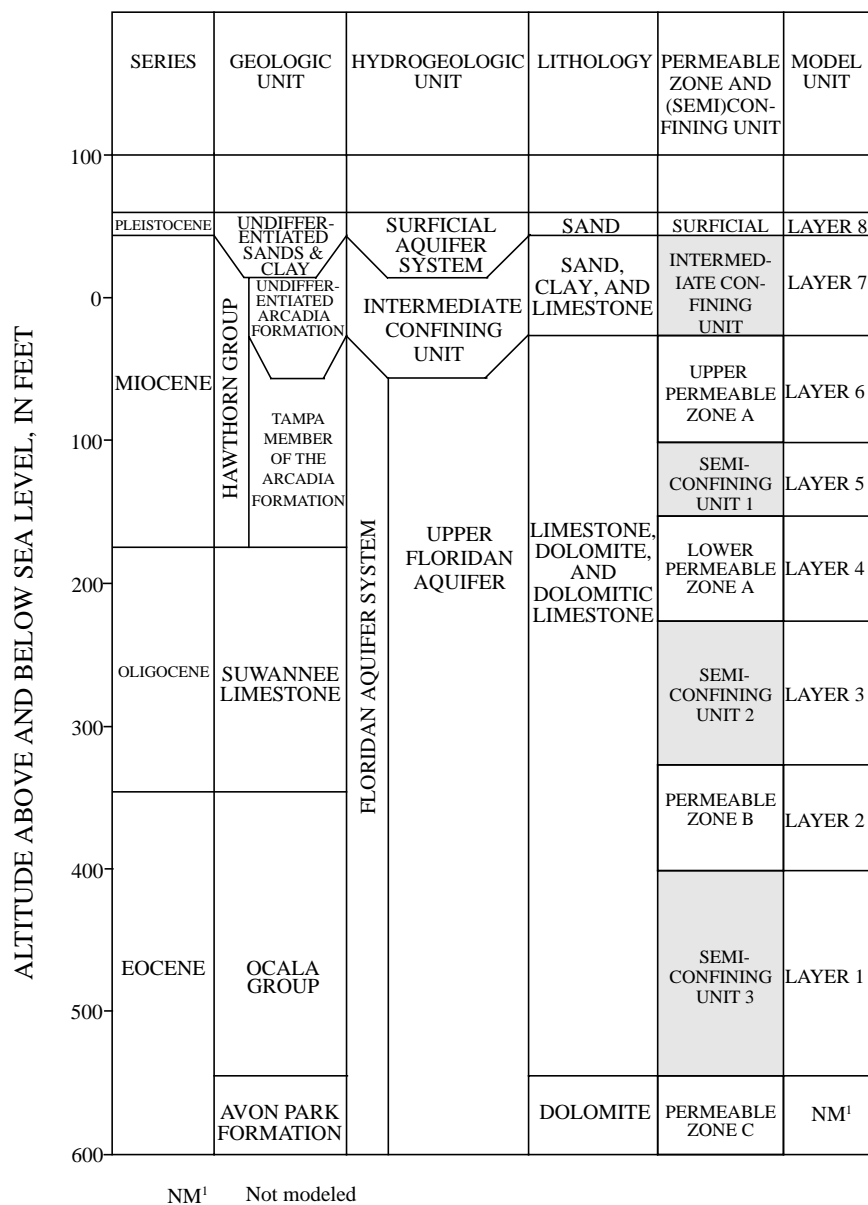 SERIES
GEOLOGIC
UNIT
HYDROGEOLOGIC
UNIT
LITHOLOGY
PERMEABLE
ZONE AND
(SEMI)CON-
FINING UNIT
MODEL
UNIT
ALTITUDE ABOVE AND BELOW SEA LEVEL, IN FEET
100
0
100
200
300
400
500
600
PLEISTOCENE
MIOCENE
OLIGOCENE
EOCENE
UNDIFFER-
ENTIATED
SANDS &
CLAY
HAWTHORN GROUP
UNDIFFER-
ENTIATED
ARCADIA
FORMATION
TAMPA
MEMBER
OF THE
ARCADIA
FORMATION
SUWANNEE
LIMESTONE
OCALA
GROUP
AVON PARK
FORMATION
SURFICIAL
AQUIFER
SYSTEM
INTERMEDIATE
CONFINING
UNIT
FLORIDAN AQUIFER SYSTEM
UPPER
FLORIDAN
AQUIFER
SAND
SAND,
CLAY, AND
LIMESTONE
LIMESTONE,
DOLOMITE,
AND
DOLOMITIC
LIMESTONE
DOLOMITE
SURFICIAL
INTERMED-
IATE CON-
FINING
UNIT
UPPER
PERMEABLE
ZONE A
SEMI-
CONFINING
UNIT 1
LOWER
PERMEABLE
ZONE A
SEMI-
CONFINING
UNIT 2
PERMEABLE
ZONE B
SEMI-
CONFINING
UNIT 3
PERMEABLE
ZONE C
LAYER 8
LAYER 7
LAYER 6
LAYER 5
LAYER 4
LAYER 3
LAYER 2
LAYER 1
NM¹
NM¹ Not modeled